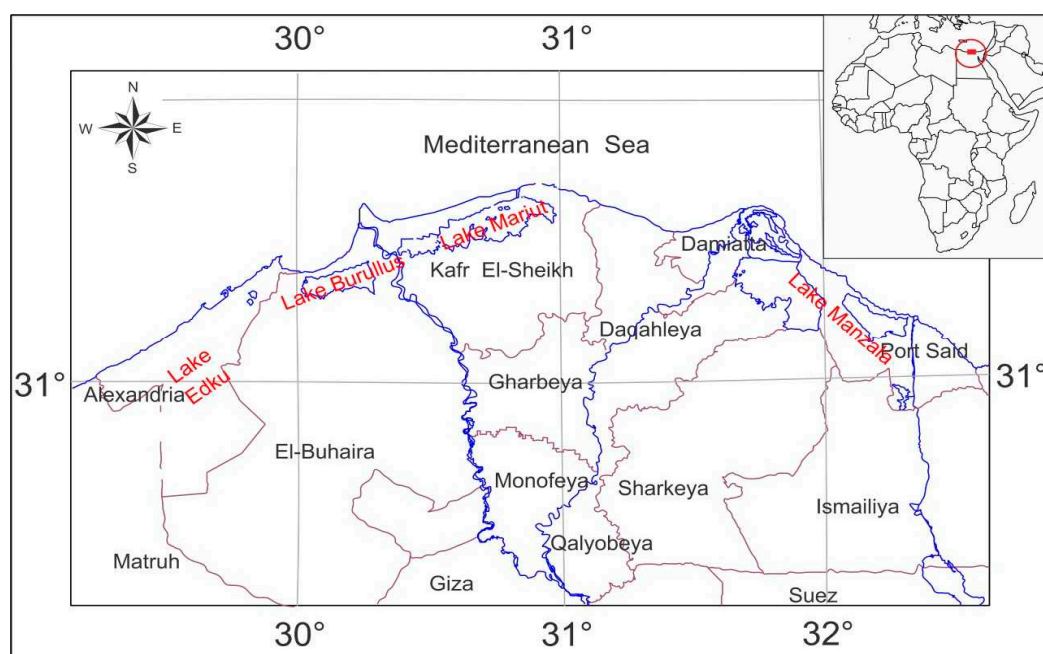 30°
31°
N
W
E
S
Mediterranean Sea
Lake Mariut
Damiatta
Lake Burullus
Kafr El-Sheikh
Lake Manzala
Daqahleya
Port Said
Lake
Edku
31°
Alexandria
Gharbeya
31°
El-Buhaira
Monofeya
Sharkeya
Ismailiya
Matruh
Qalyobeya
Giza
Suez
30°
31°
32°